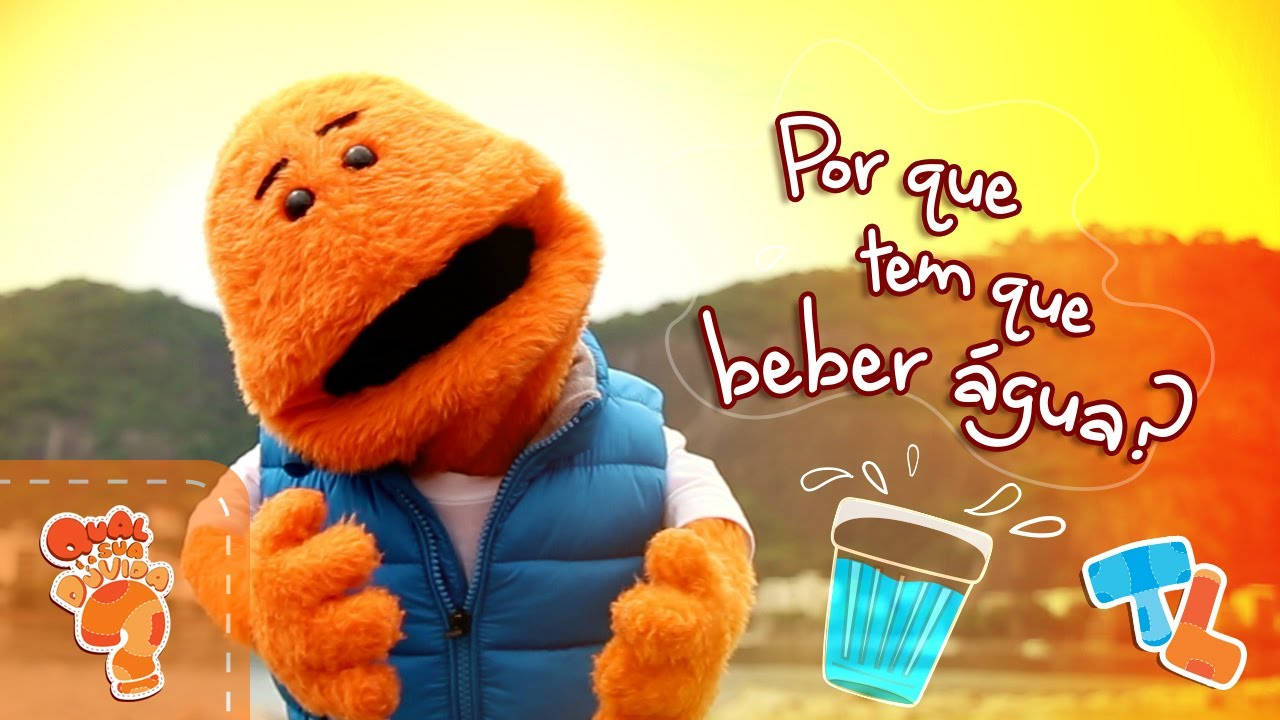 Por que
tem que
beber água?
QUAL
SUA
DÚVIDA
?
TL